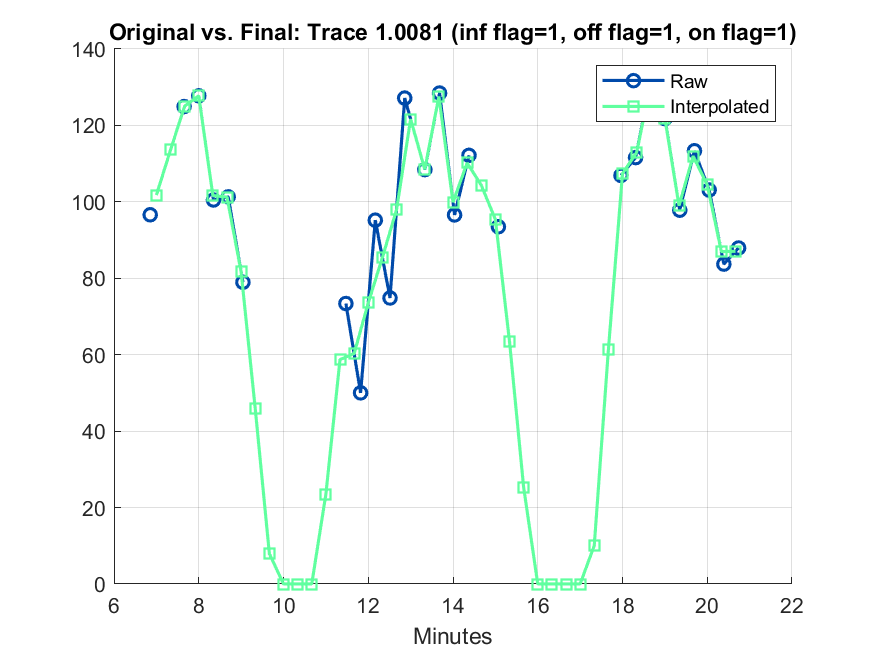 Original vs. Final: Trace 1.0081 (inf flag=1, off flag=1, on flag=1)
140
120
100
80
60
40
20
0
6 8 10 12 14 16 18 20 22
Minutes
Raw
Interpolated